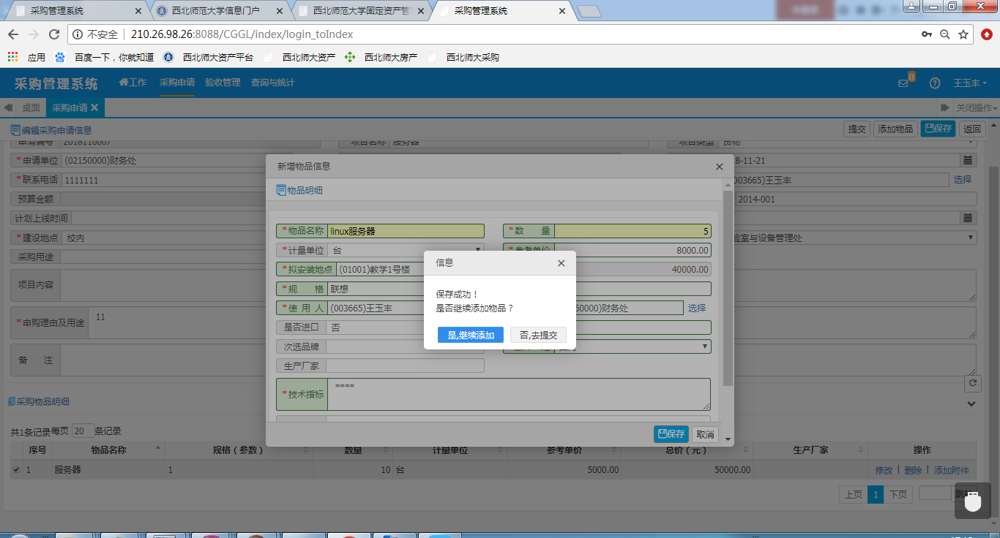 采购管理系统 西北师范大学信息门户 西北师范大学固定资产管 采购管理系统
不安全 210.26.98.26:8088/CGGL/index/login_toIndex
应用 百度一下，你就知道 西北师大资产平台 西北师大资产 西北师大房产 西北师大采购
采购管理系统 工作 采购申请 验收管理 查询与统计 0 王玉丰
桌面 采购申请 关闭操作
编辑采购申请信息 提交 添加物品 保存 返回
申请编号 2018110007 项目名称 服务器 项目类型 货物
*申请单位 (02150000)财务处 8-11-21
*联系电话 1111111 003665)王玉丰 选择
预算金额 2014-001
计划上线时间
*建设地点 校内 验室与设备管理处
采购用途
项目内容
*申购理由及用途 11
备 注
新增物品信息
物品明细
*物品名称 linux服务器 *数 量 5
*计量单位 台 *参考单价 8000.00
*拟安装地点 (01001)教学1号楼 40000.00
*规 格 联想
*使 用 人 (003665)王玉丰 50000)财务处 选择
是否进口 否
次选品牌
生产厂家
*技术指标 ****
保存 取消
信息
保存成功！
是否继续添加物品？
是,继续添加 否,去提交
采购物品明细
共1条记录每页 20 条记录
序号 物品名称 规格（参数） 数量 计量单位 参考单价 总价（元） 生产厂家 操作
1 服务器 1 10 台 5000.00 50000.00 修改 | 删除 | 添加附件
上页 1 下页